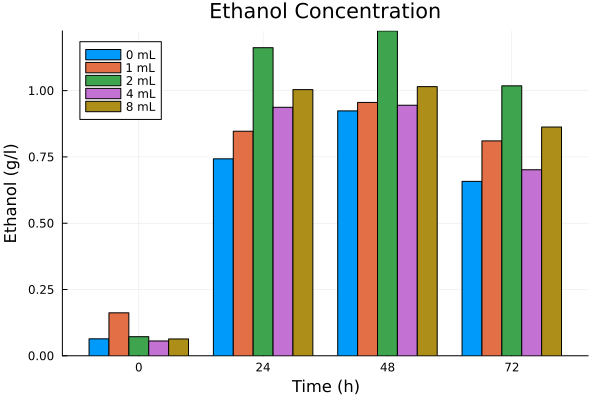 Ethanol Concentration
0 mL
1 mL
2 mL
4 mL
8 mL
1.00
0.75
0.50
0.25
0.00
Ethanol (g/l)
0 24 48 72
Time (h)